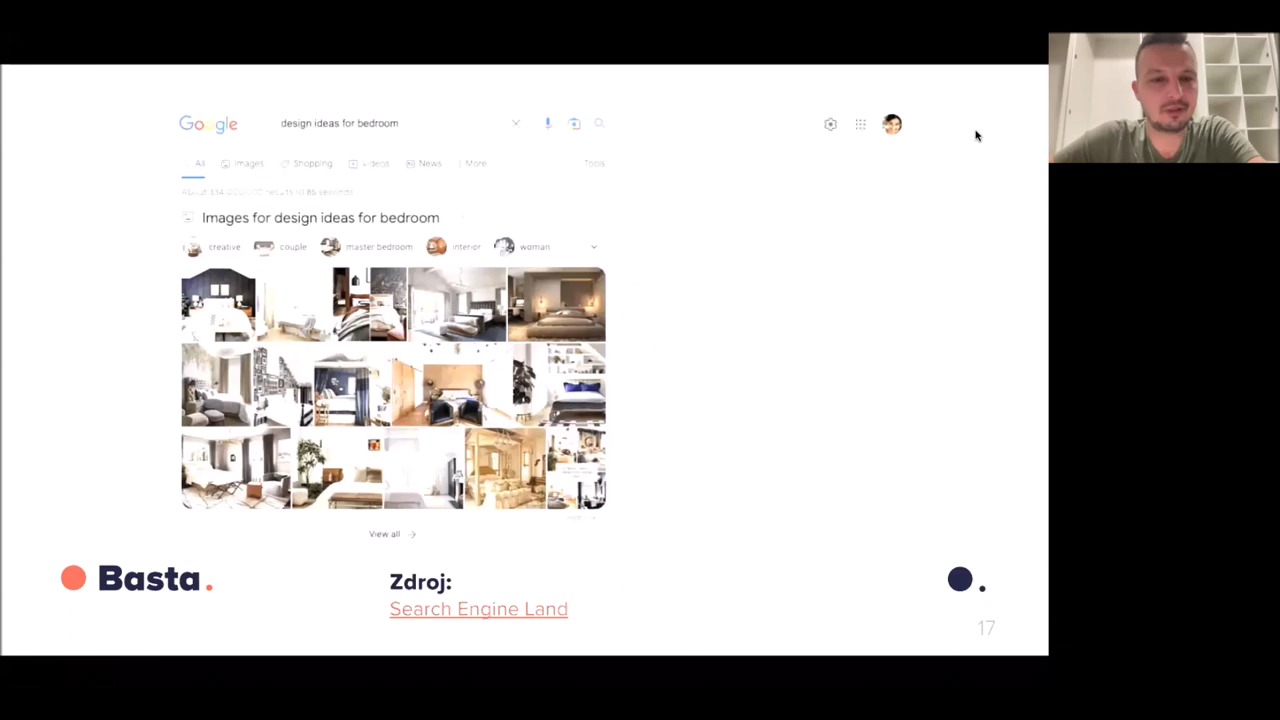 Google design ideas for bedroom
All Images Shopping Videos News More Tools
Images for design ideas for bedroom
creative couple master bedroom interior woman
View all
Basta.
Zdroj:
Search Engine Land
17